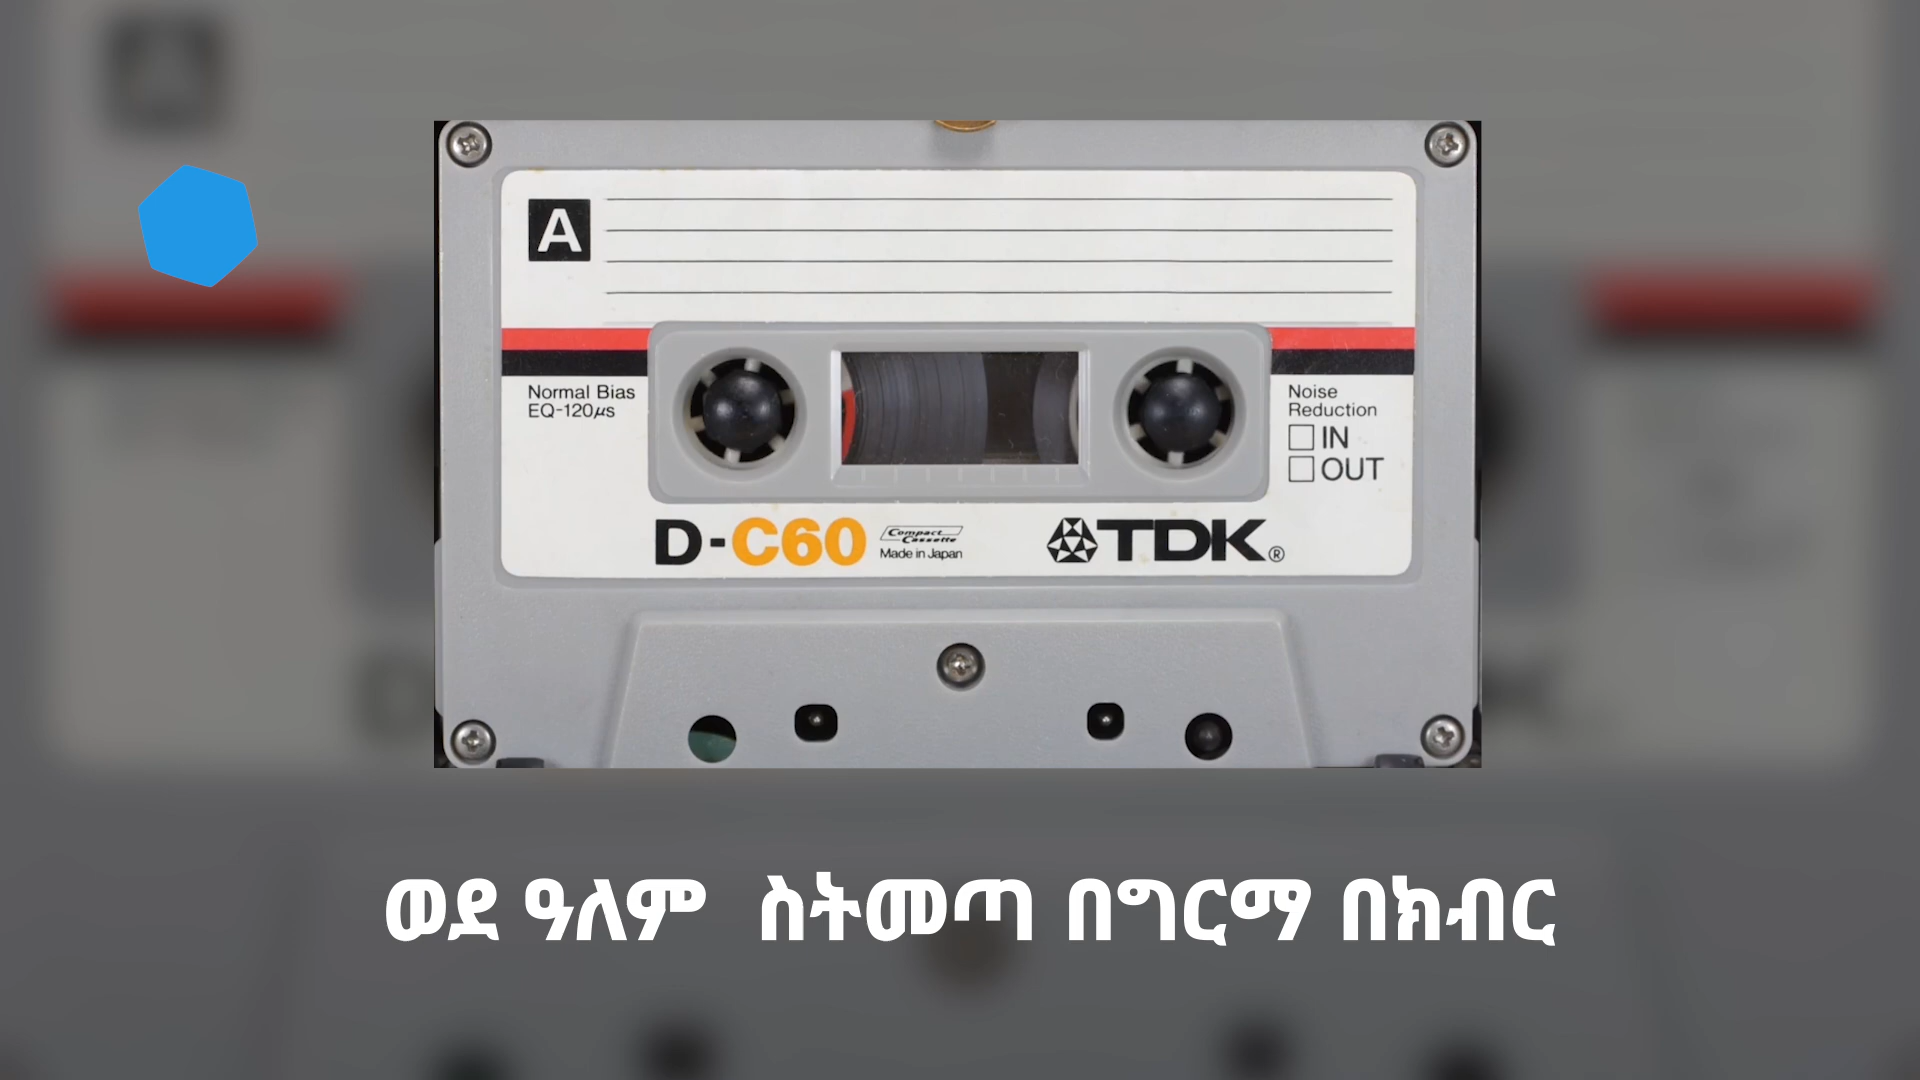 A
Normal Bias
EQ-120μs
Noise
Reduction
IN
OUT
D-C60
Compact
Cassette
Made in Japan
TDK®
ወደ ዓለም ስትመጣ በግርማ በክብር